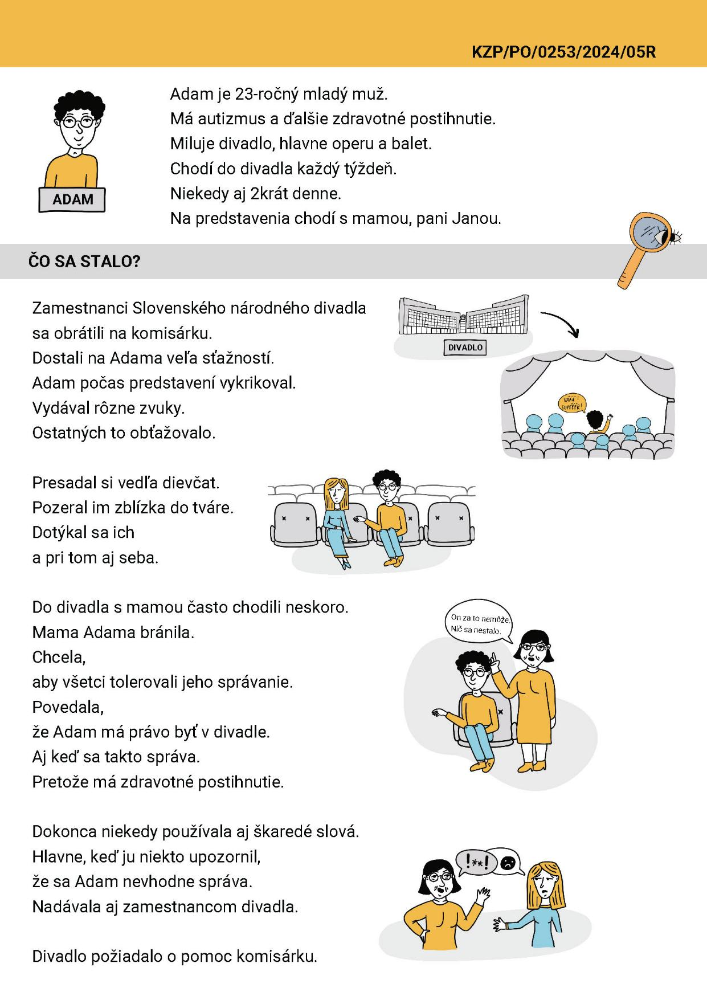 KZP/PO/0253/2024/05R
ADAM
Adam je 23-ročný mladý muž.
Má autizmus a ďalšie zdravotné postihnutie.
Miluje divadlo, hlavne operu a balet.
Chodí do divadla každý týždeň.
Niekedy aj 2krát denne.
Na predstavenia chodí s mamou, pani Janou.
ČO SA STALO?
Zamestnanci Slovenského národného divadla
sa obrátili na komisárku.
Dostali na Adama veľa sťažností.
Adam počas predstavení vykrikoval.
Vydával rôzne zvuky.
Ostatných to obťažovalo.
DIVADLO
VÁÁÁ!
SUPÉÉÉR!
Presadal si vedľa dievčat.
Pozeral im zblízka do tváre.
Dotýkal sa ich
a pri tom aj seba.
Do divadla s mamou často chodili neskoro.
Mama Adama bránila.
Chcela,
aby všetci tolerovali jeho správanie.
Povedala,
že Adam má právo byť v divadle.
Aj keď sa takto správa.
Pretože má zdravotné postihnutie.
On za to nemôže.
Nič sa nestalo.
Dokonca niekedy používala aj škaredé slová.
Hlavne, keď ju niekto upozornil,
že sa Adam nevhodne správa.
Nadávala aj zamestnancom divadla.
!**!
Divadlo požiadalo o pomoc komisárku.